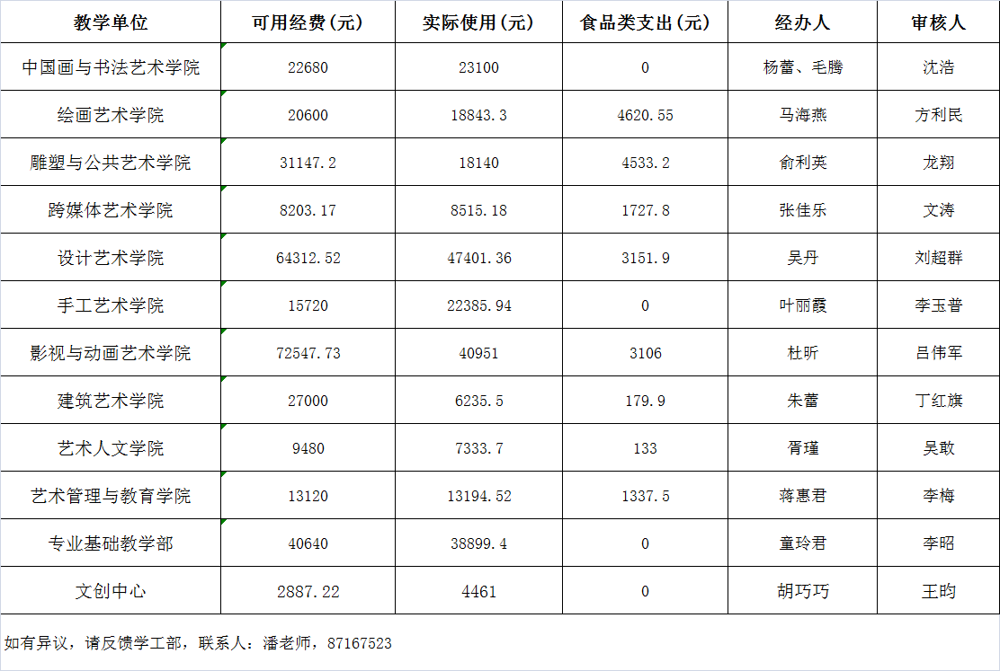 教学单位 可用经费(元) 实际使用(元) 食品类支出(元) 经办人 审核人
中国画与书法艺术学院 22680 23100 0 杨蕾、毛腾 沈浩
绘画艺术学院 20600 18843.3 4620.55 马海燕 方利民
雕塑与公共艺术学院 31147.2 18140 4533.2 俞利英 龙翔
跨媒体艺术学院 8203.17 8515.18 1727.8 张佳乐 文涛
设计艺术学院 64312.52 47401.36 3151.9 吴丹 刘超群
手工艺术学院 15720 22385.94 0 叶丽霞 李玉普
影视与动画艺术学院 72547.73 40951 3106 杜昕 吕伟军
建筑艺术学院 27000 6235.5 179.9 朱蕾 丁红旗
艺术人文学院 9480 7333.7 133 胥瑾 吴敢
艺术管理与教育学院 13120 13194.52 1337.5 蒋惠君 李梅
专业基础教学部 40640 38899.4 0 童玲君 李昭
文创中心 2887.22 4461 0 胡巧巧 王昀
如有异议，请反馈学工部，联系人：潘老师，87167523